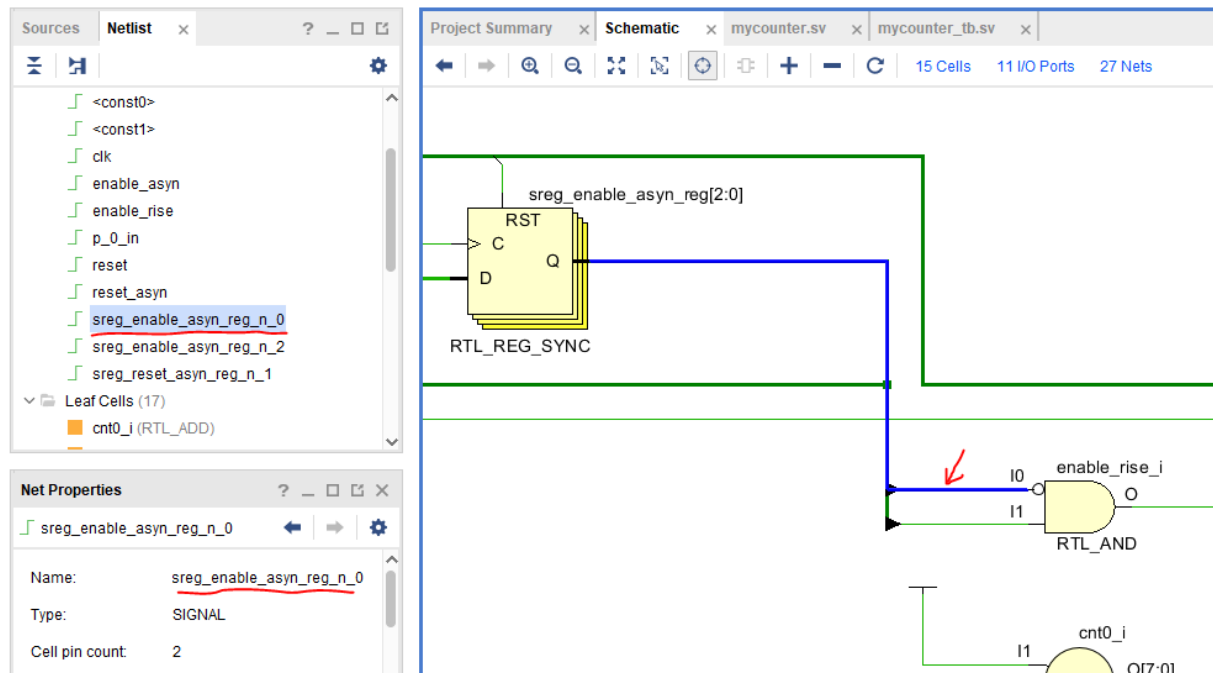 Sources Netlist
<const0>
<const1>
clk
enable_asyn
enable_rise
p_0_in
reset
reset_asyn
sreg_enable_asyn_reg_n_0
sreg_enable_asyn_reg_n_2
sreg_reset_asyn_reg_n_1
Leaf Cells (17)
cnt0_i (RTL_ADD)
Net Properties
sreg_enable_asyn_reg_n_0
Name: sreg_enable_asyn_reg_n_0
Type: SIGNAL
Cell pin count: 2
Project Summary Schematic mycounter.sv mycounter_tb.sv
15 Cells 11 I/O Ports 27 Nets
sreg_enable_asyn_reg[2:0]
RST
C
Q
D
RTL_REG_SYNC
enable_rise_i
I0
O
I1
RTL_AND
cnt0_i
I1
O[7:0]